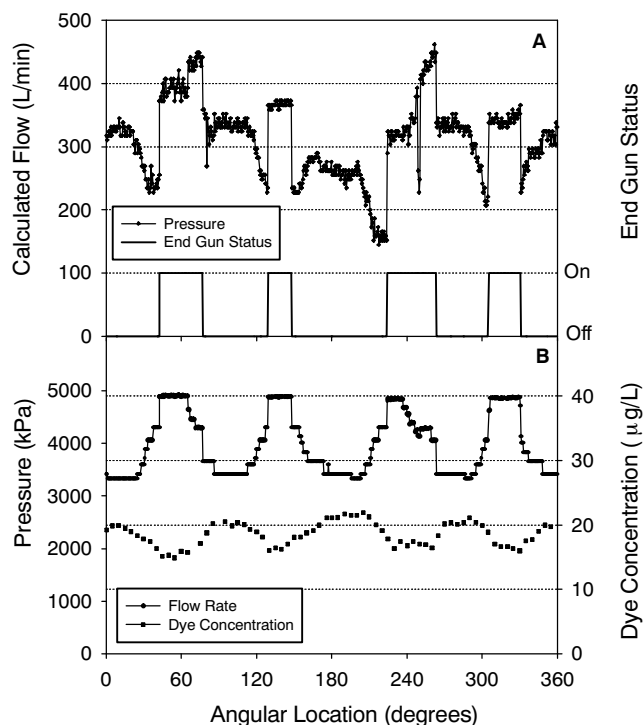 Calculated Flow (L/min)
500
400
300
200
100
0
A
Pressure
End Gun Status
End Gun Status
On
Off
Pressure (kPa)
5000
4000
3000
2000
1000
0
B
Flow Rate
Dye Concentration
40
30
20
10
0
Dye Concentration ( μg/L)
0 60 120 180 240 300 360
Angular Location (degrees)